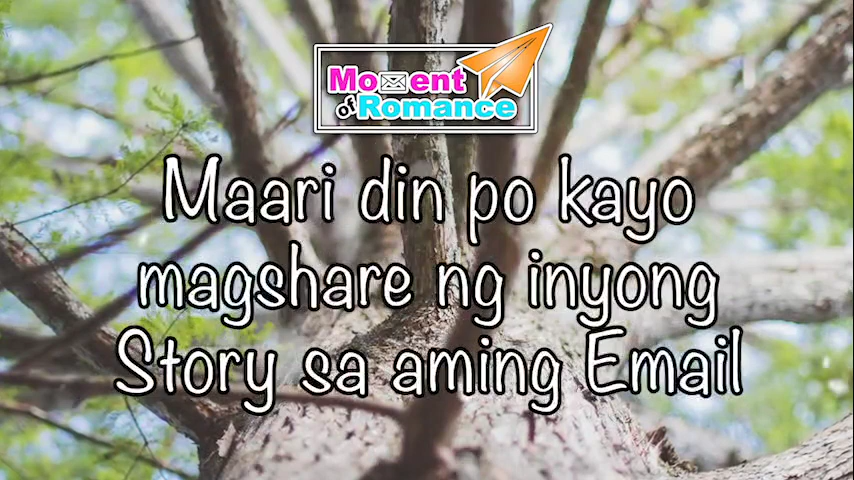 Moment
of Romance
Maari din po kayo
magshare ng inyong
Story sa aming Email